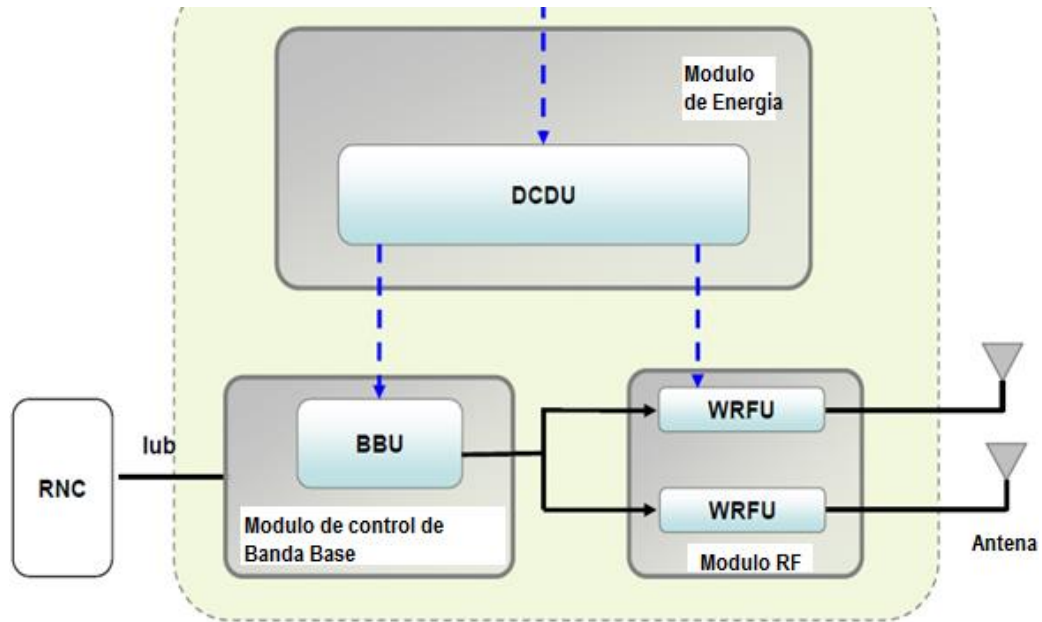 Modulo
de Energia
DCDU
Iub
RNC
BBU
Modulo de control de
Banda Base
WRFU
WRFU
Modulo RF
Antena